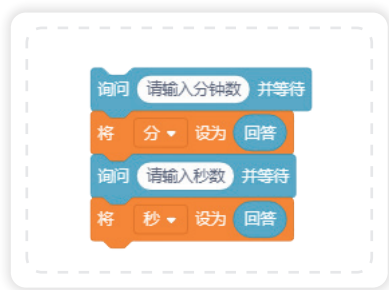 询问 请输入分钟数 并等待
将 分 设为 回答
询问 请输入秒数 并等待
将 秒 设为 回答